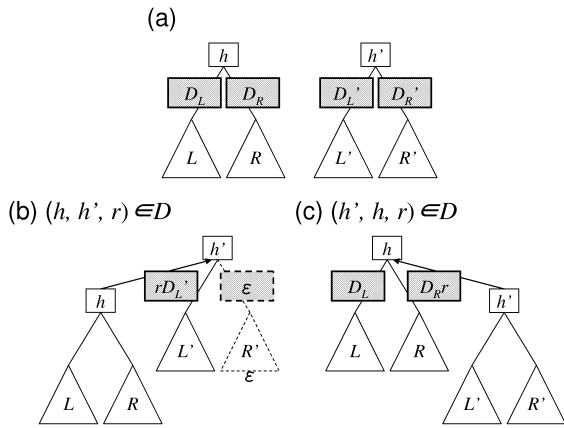 (a)
h h’
D_L D_R D_L’ D_R’
L R L’ R’
(b) (h, h’, r) ∈D (c) (h’, h, r) ∈D
h’ h
rD_L’ ε D_L D_Rr
h h’
L’ R’ L R
ε
L R L’ R’